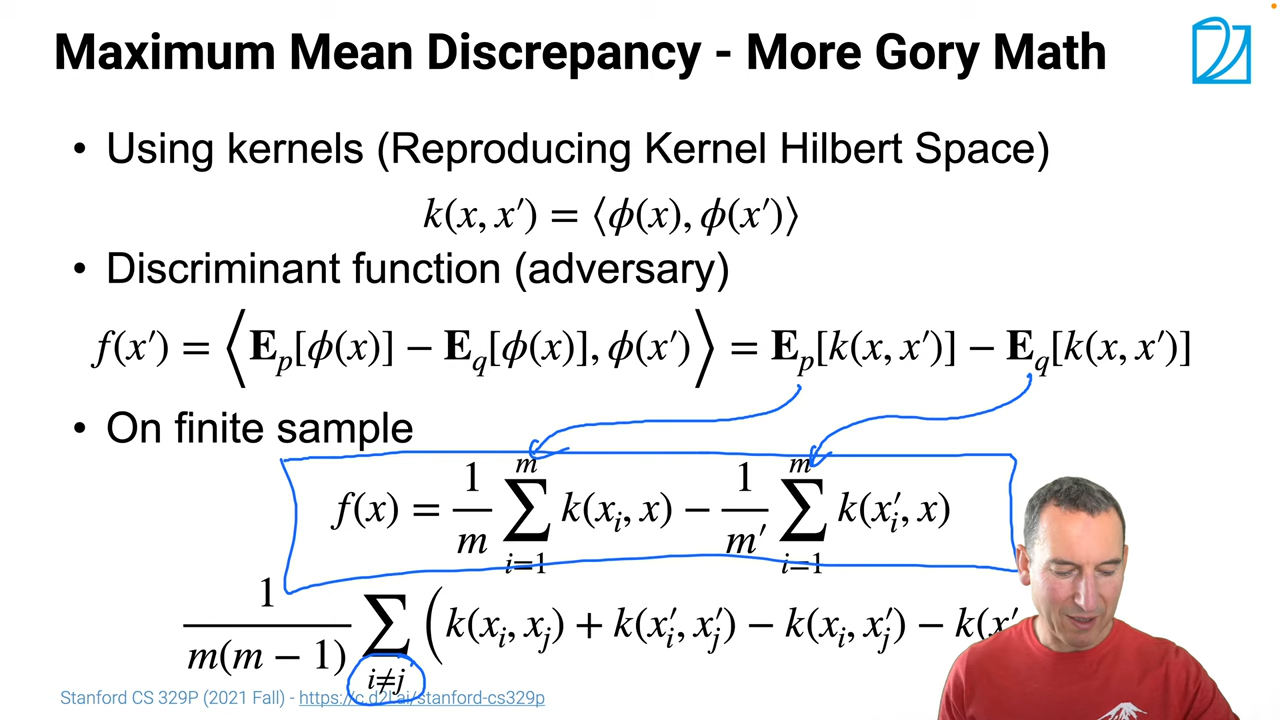 Maximum Mean Discrepancy - More Gory Math
• Using kernels (Reproducing Kernel Hilbert Space)
k(x, x′) = ⟨ϕ(x), ϕ(x′)⟩
• Discriminant function (adversary)
f(x′) = ⟨E_p[ϕ(x)] − E_q[ϕ(x)], ϕ(x′)⟩ = E_p[k(x, x′)] − E_q[k(x, x′)]
• On finite sample
f(x) = 1/m ∑_{i=1}^{m} k(x_i, x) − 1/m′ ∑_{i=1}^{m} k(x′_i, x)
1/m(m − 1) ∑_{i≠j} (k(x_i, x_j) + k(x′_i, x′_j) − k(x_i, x′_j) − k(x′
Stanford CS 329P (2021 Fall) - https://c.d2l.ai/stanford-cs329p